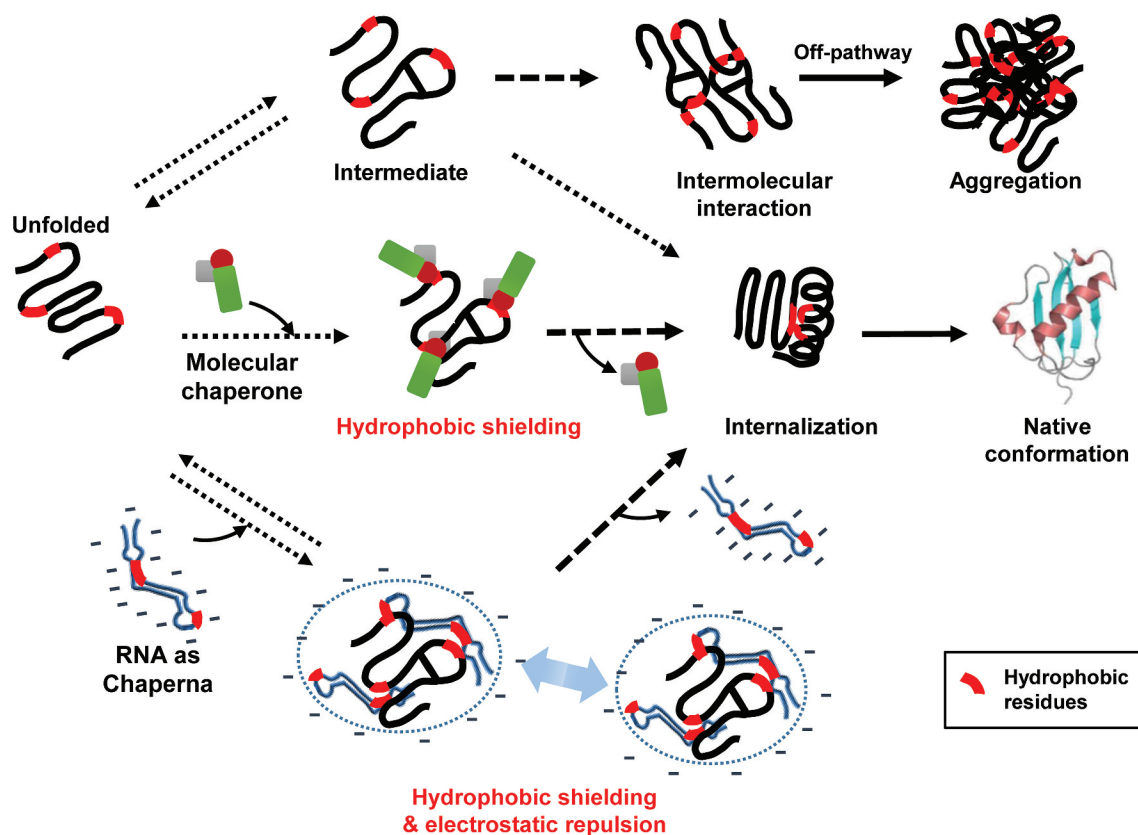 Off-pathway
Intermediate
Intermolecular
interaction
Aggregation
Unfolded
Molecular
chaperone
Hydrophobic shielding
Internalization
Native
conformation
RNA as
Chaperna
Hydrophobic
residues
Hydrophobic shielding
& electrostatic repulsion